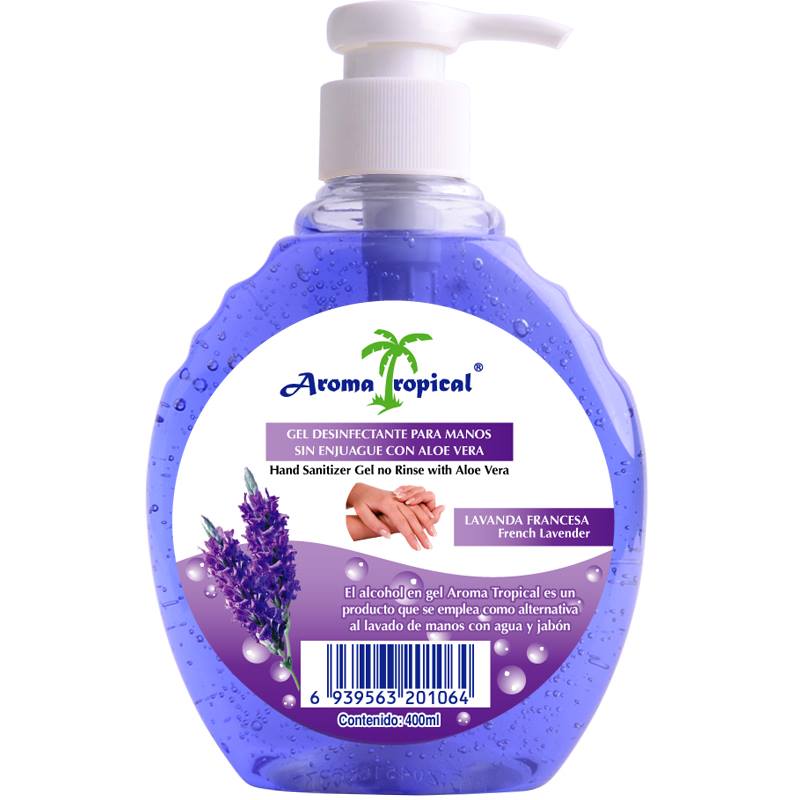 Aroma Tropical®
GEL DESINFECTANTE PARA MANOS
SIN ENJUAGUE CON ALOE VERA
Hand Sanitizer Gel no Rinse with Aloe Vera
LAVANDA FRANCESA
French Lavender
El alcohol en gel Aroma Tropical es un
producto que se emplea como alternativa
al lavado de manos con agua y jabón
6 939563 201064
Contenido: 400ml